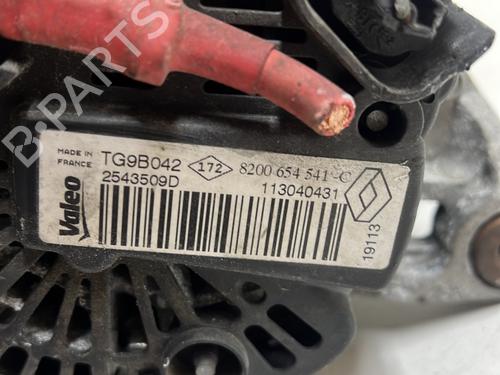 B-PARTS
MADE IN
FRANCE
TG9B042
172
8200 654 541--C
Valeo
2543509D
113040431
19113